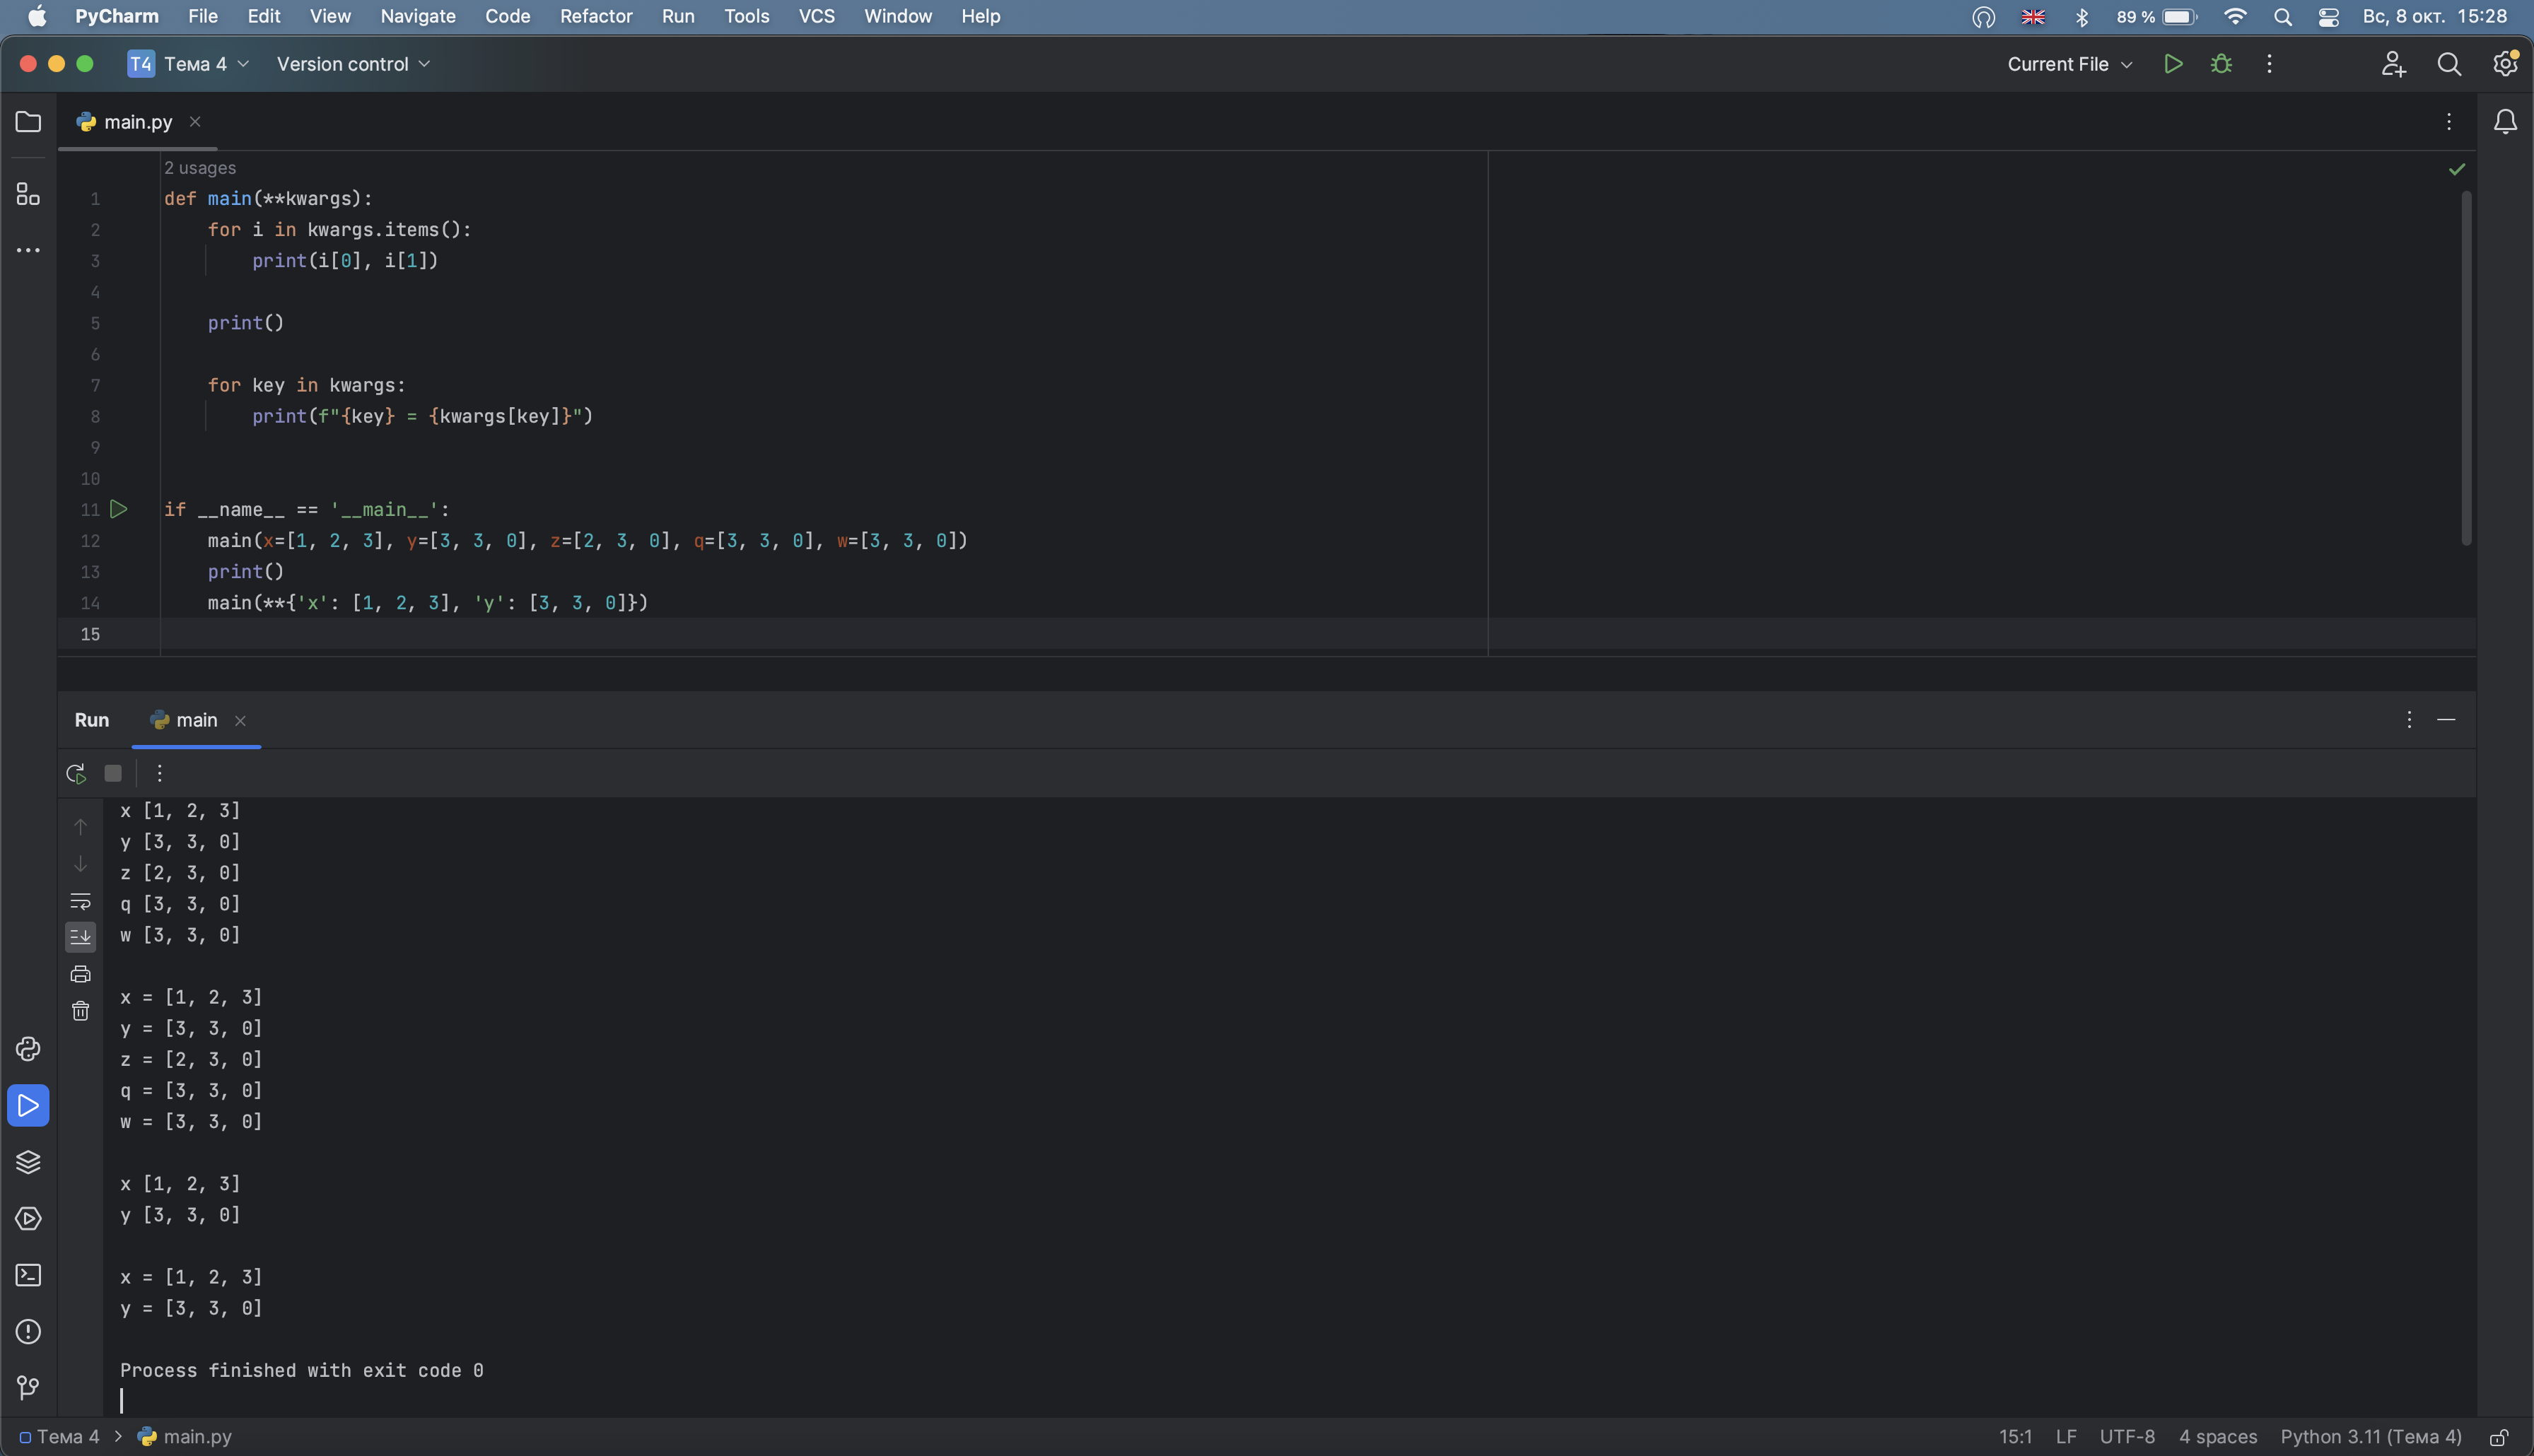 PyCharm File Edit View Navigate Code Refactor Run Tools VCS Window Help 89 % Вс, 8 окт. 15:28
T4 Тема 4 Version control Current File
main.py
2 usages
1 def main(**kwargs):
2     for i in kwargs.items():
3         print(i[0], i[1])
4
5     print()
6
7     for key in kwargs:
8         print(f"{key} = {kwargs[key]}")
9
10
11 if __name__ == '__main__':
12     main(x=[1, 2, 3], y=[3, 3, 0], z=[2, 3, 0], q=[3, 3, 0], w=[3, 3, 0])
13     print()
14     main(**{'x': [1, 2, 3], 'y': [3, 3, 0]})
15
Run main
x [1, 2, 3]
y [3, 3, 0]
z [2, 3, 0]
q [3, 3, 0]
w [3, 3, 0]
x = [1, 2, 3]
y = [3, 3, 0]
z = [2, 3, 0]
q = [3, 3, 0]
w = [3, 3, 0]
x [1, 2, 3]
y [3, 3, 0]
x = [1, 2, 3]
y = [3, 3, 0]
Process finished with exit code 0
Тема 4 > main.py 15:1 LF UTF-8 4 spaces Python 3.11 (Тема 4)